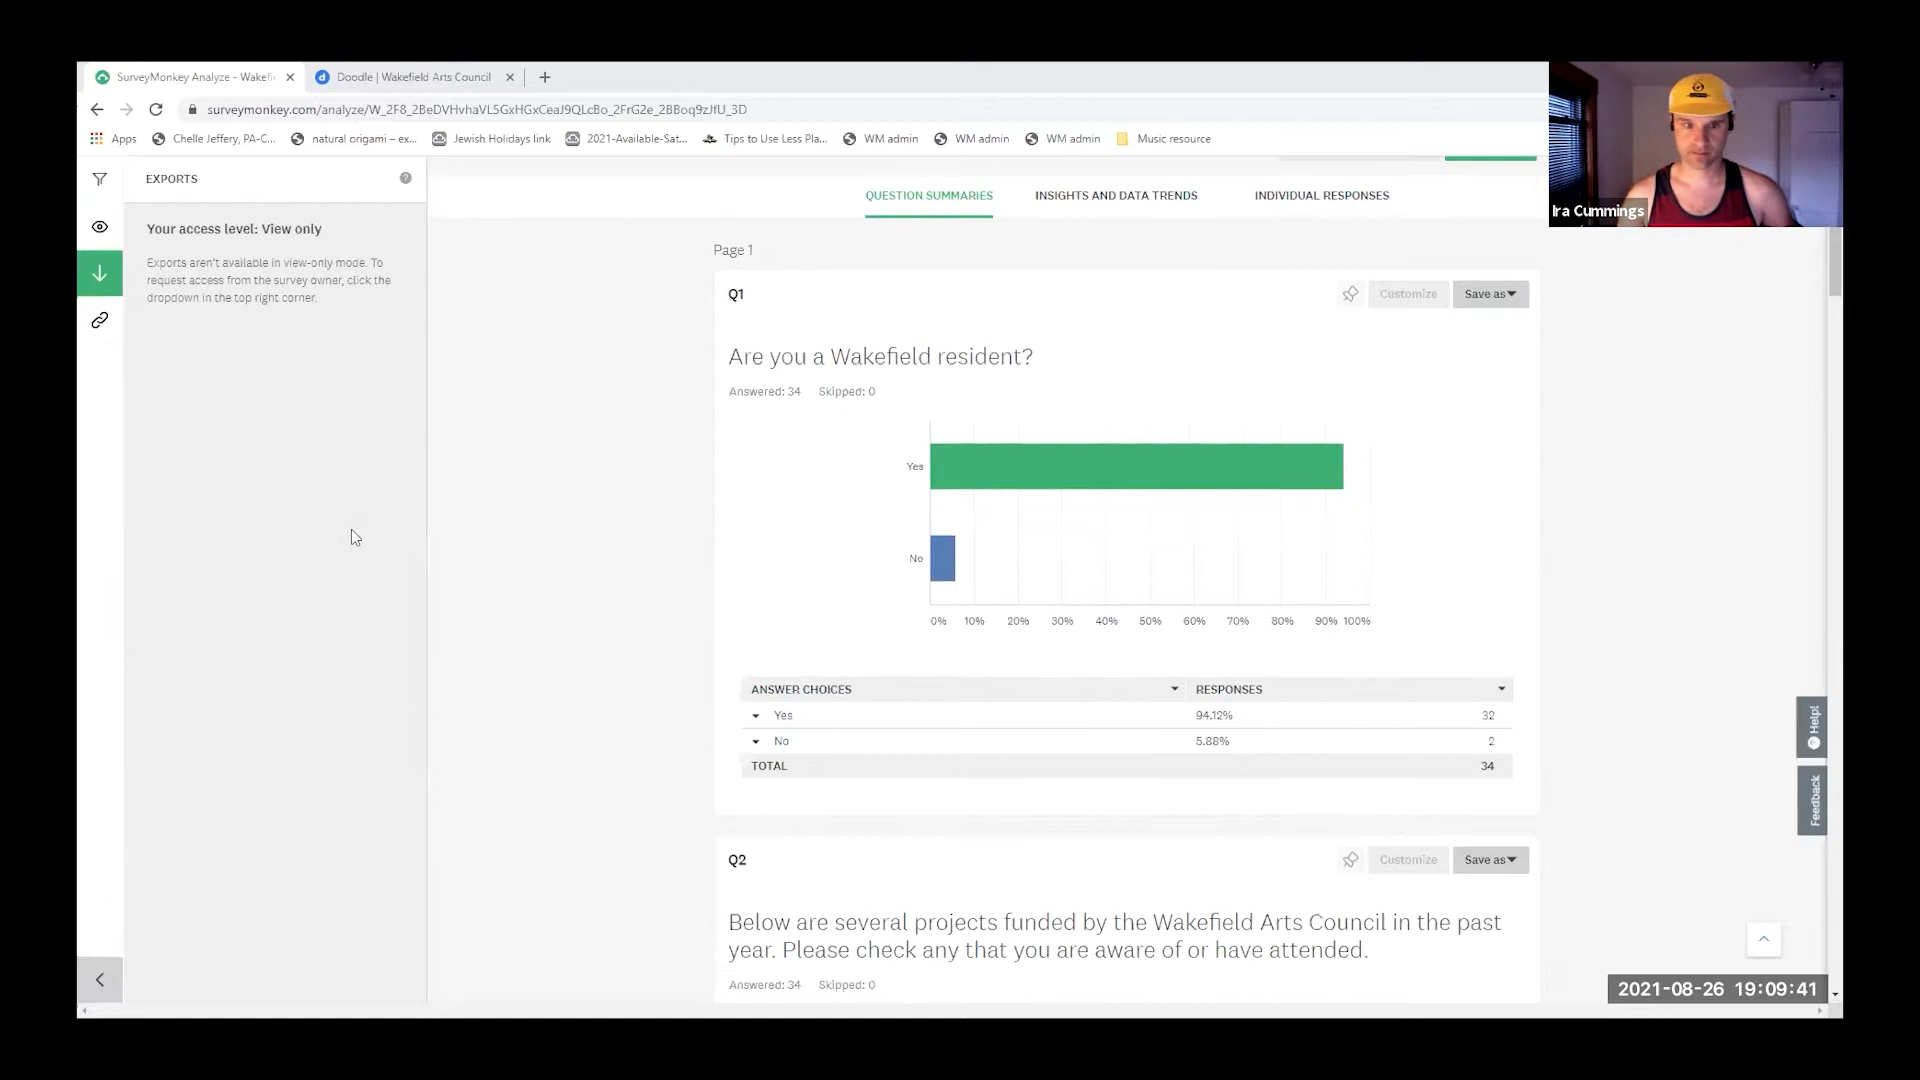 SurveyMonkey Analyze - Wakefi
Doodle | Wakefield Arts Council
surveymonkey.com/analyze/W_2F8_2BeDVHvhaVL5GxHGxCeaJ9QLcBo_2FrG2e_2BBoq9zJfU_3D
Apps
Chelle Jeffery, PA-C...
natural origami – ex...
Jewish Holidays link
2021-Available-Sat...
Tips to Use Less Pla...
WM admin
WM admin
WM admin
Music resource
Ira Cummings
EXPORTS
Your access level: View only
Exports aren't available in view-only mode. To
request access from the survey owner, click the
dropdown in the top right corner.
QUESTION SUMMARIES
INSIGHTS AND DATA TRENDS
INDIVIDUAL RESPONSES
Page 1
Q1
Customize
Save as
Are you a Wakefield resident?
Answered: 34 Skipped: 0
Yes
No
0% 10% 20% 30% 40% 50% 60% 70% 80% 90% 100%
ANSWER CHOICES RESPONSES
Yes 94.12% 32
No 5.88% 2
TOTAL 34
Help!
Feedback
Q2
Customize
Save as
Below are several projects funded by the Wakefield Arts Council in the past
year. Please check any that you are aware of or have attended.
Answered: 34 Skipped: 0
2021-08-26 19:09:41